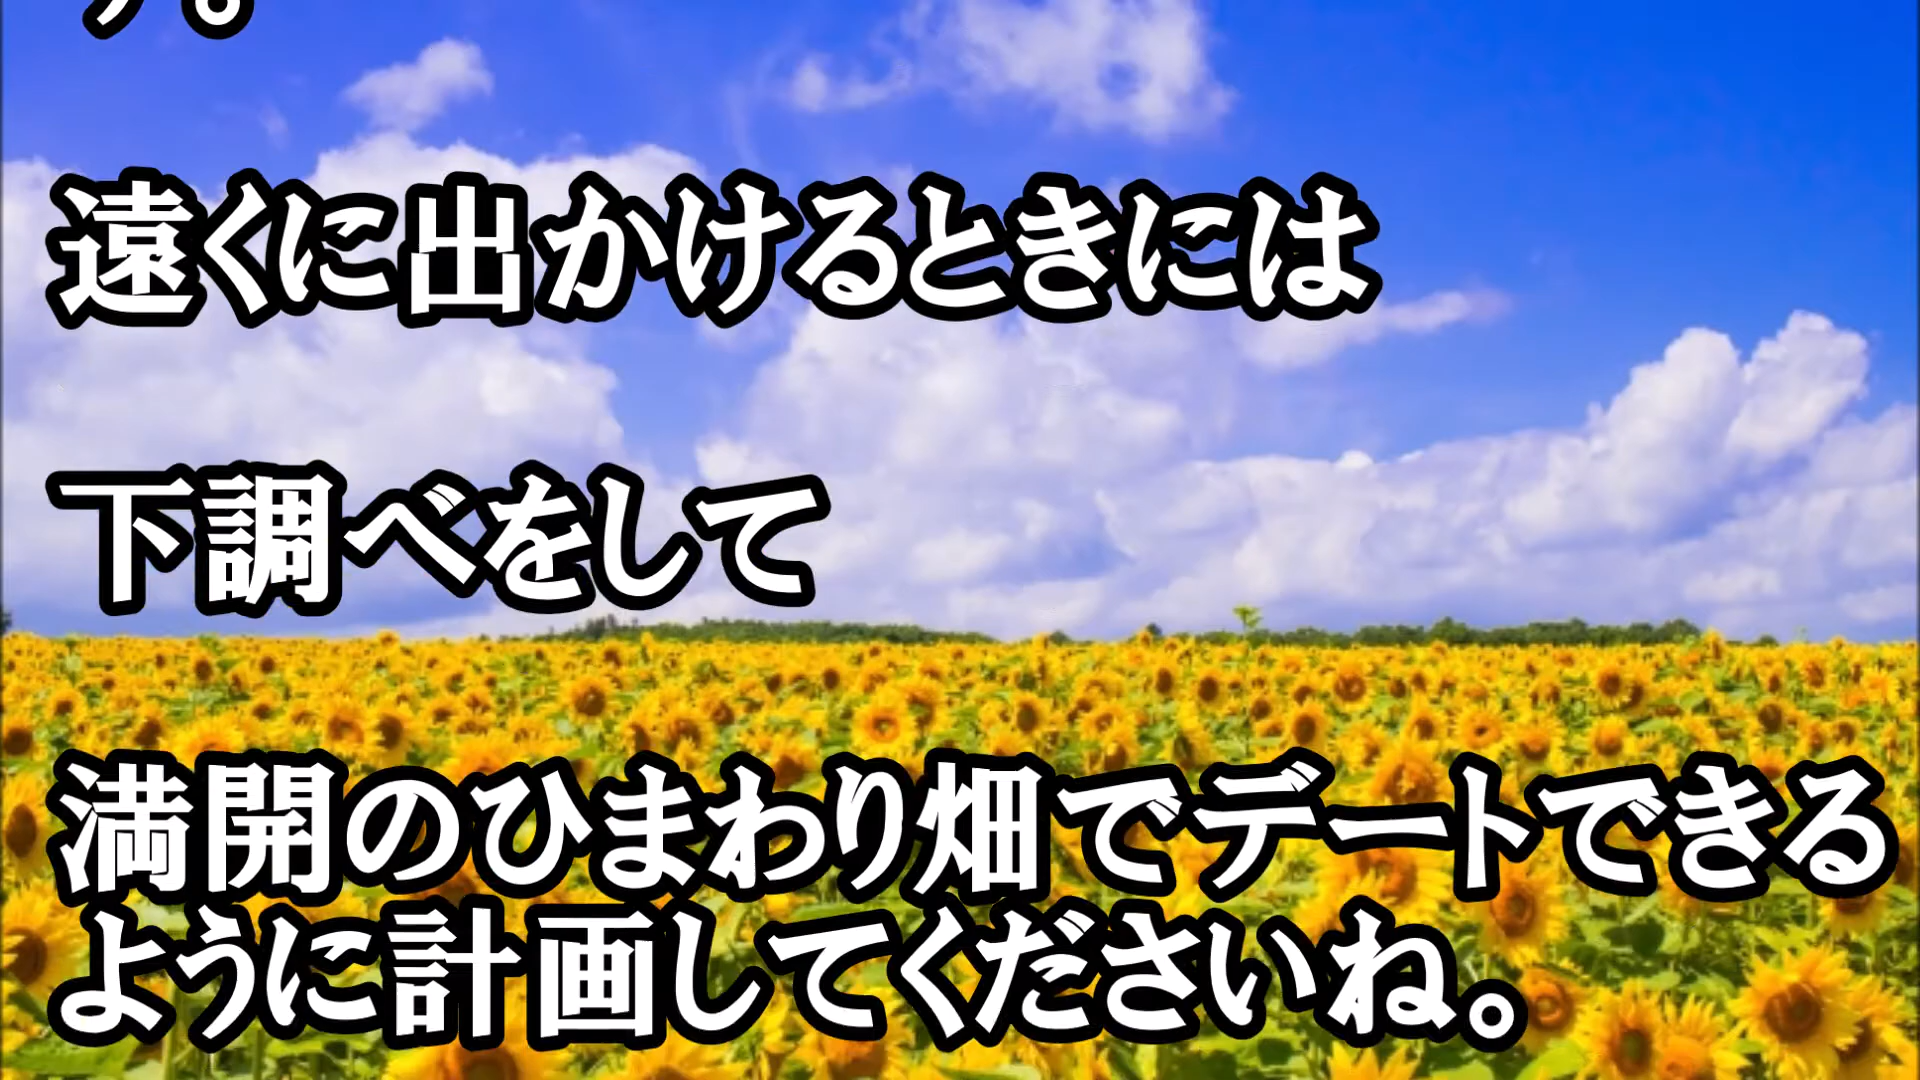 遠くに出かけるときには
下調べをして
満開のひまわり畑でデートできる
ように計画してくださいね。